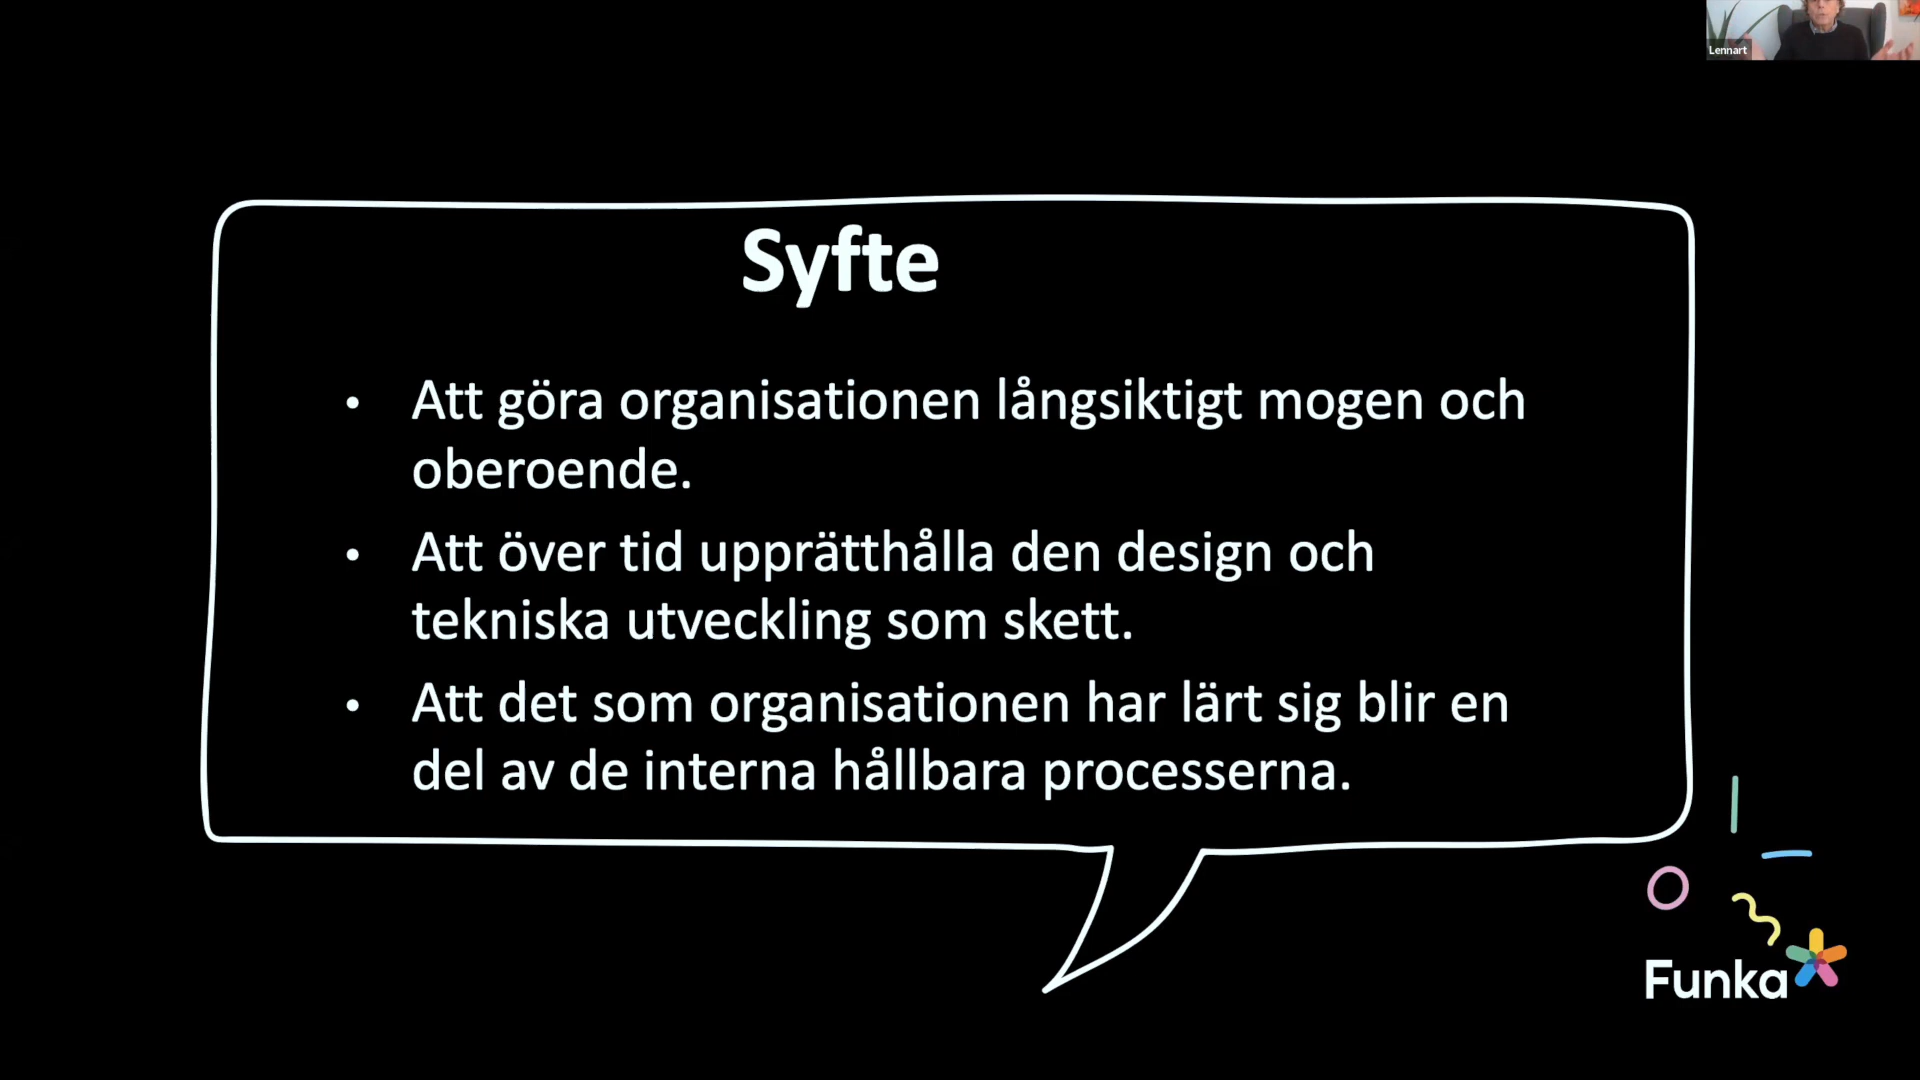 Lennart
Syfte
• Att göra organisationen långsiktigt mogen och
oberoende.
• Att över tid upprätthålla den design och
tekniska utveckling som skett.
• Att det som organisationen har lärt sig blir en
del av de interna hållbara processerna.
Funka